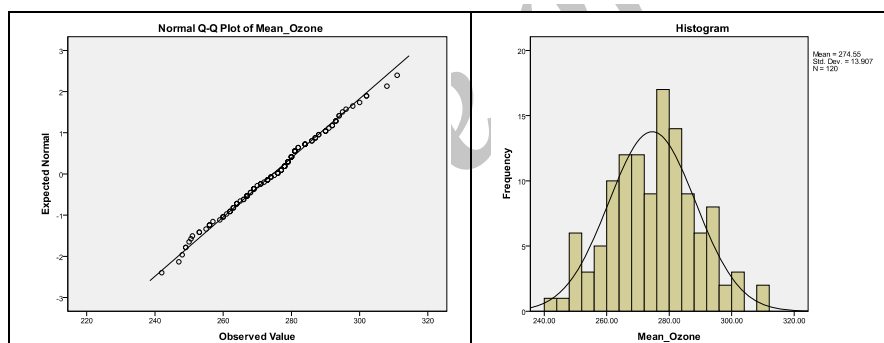 Normal Q-Q Plot of Mean_Ozone
3
2
1
0
-1
-2
-3
Expected Normal
220
240
260
280
300
320
Observed Value
Histogram
Mean = 274.55
Std. Dev. = 13.907
N = 120
20
15
10
5
0
Frequency
240.00
260.00
280.00
300.00
320.00
Mean_Ozone